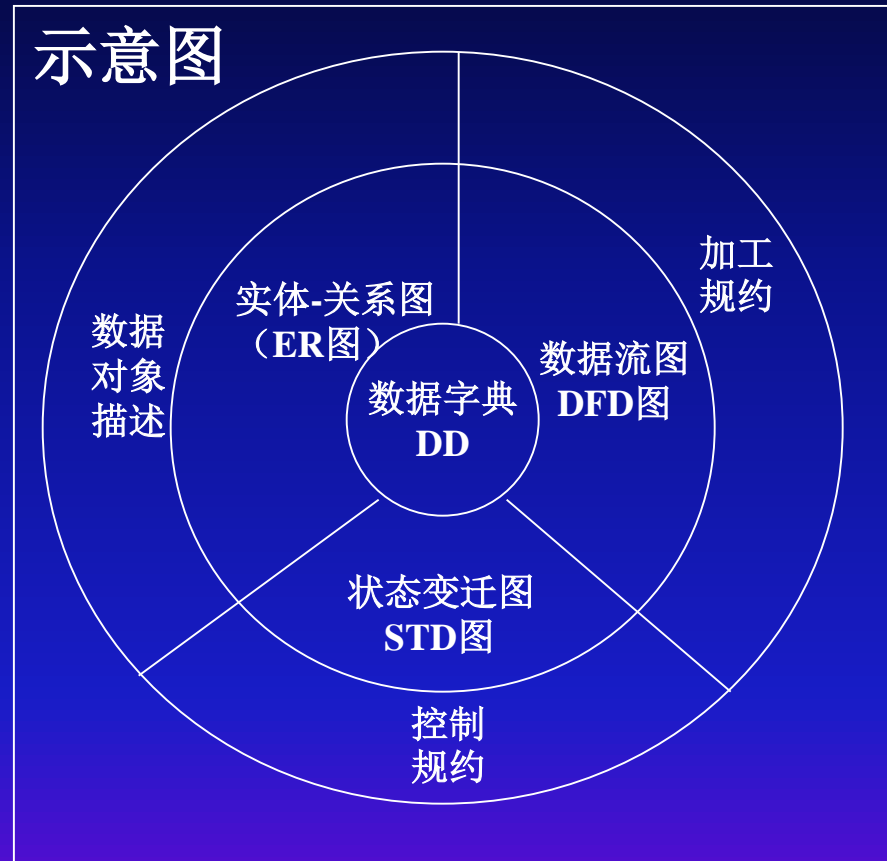 示意图
实体-关系图
（ER图）
数据
对象
描述
加工
规约
数据流图
DFD图
数据字典
DD
状态变迁图
STD图
控制
规约